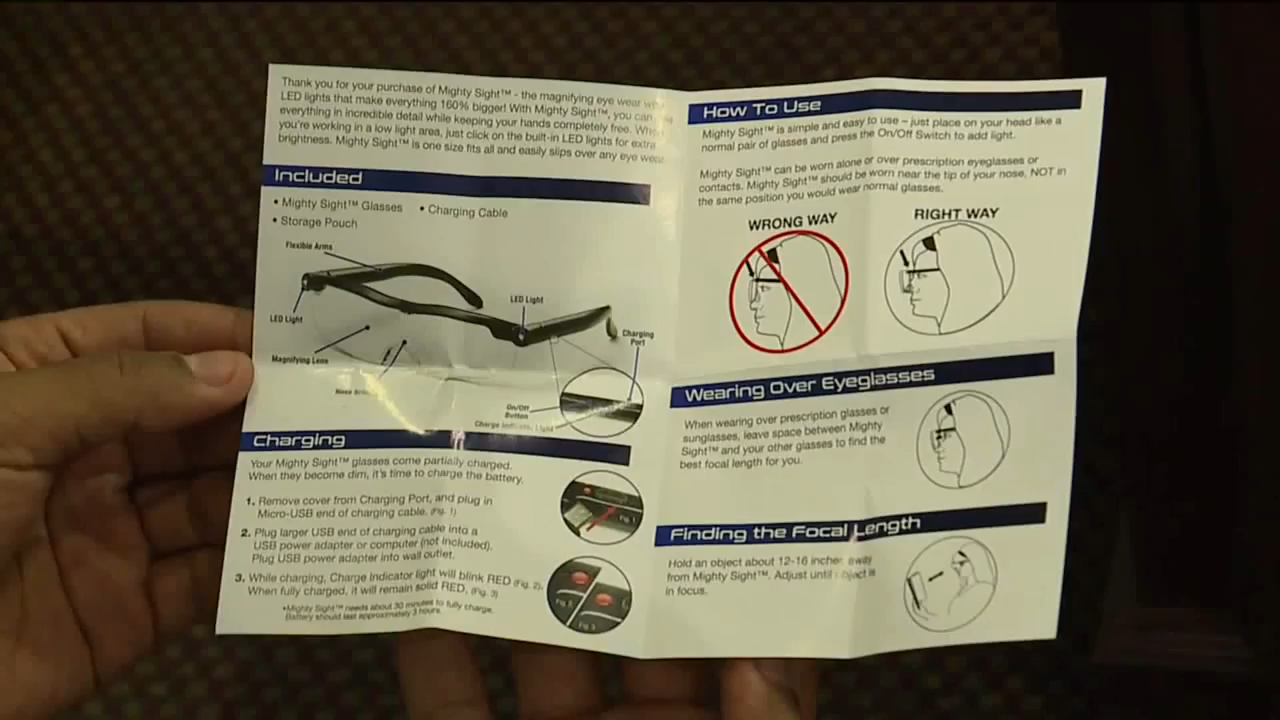 Thank you for your purchase of Mighty Sight™ - the magnifying eye wear
LED lights that make everything 160% bigger! With Mighty Sight™, you can
everything in incredible detail while keeping your hands completely free.
you're working in a low light area, just click on the built-in LED lights for extra
brightness. Mighty Sight™ is one size fits all and easily slips over any eye
Included
• Mighty Sight™ Glasses • Charging Cable
• Storage Pouch
Flexible Arms
LED Light
LED Light
Charging
Port
Magnifying Lens
On/Off
Button
Charge Light
Charging
Your Mighty Sight™ glasses come partially charged.
When they become dim, it's time to charge the battery.
1. Remove cover from Charging Port, and plug in
Micro-USB end of charging cable. (Fig. 1)
Fig. 1
2. Plug larger USB end of charging cable into a
USB power adapter or computer (not included).
Plug USB power adapter into wall outlet.
3. While charging, Charge Indicator light will blink RED (Fig. 2).
When fully charged, it will remain solid RED. (Fig. 3)
Fig. 2
Fig. 3
*Mighty Sight™ needs about 30 minutes to fully charge.
Battery should last approximately 3 hours.
How To Use
Mighty Sight™ is simple and easy to use – just place on your head like a
normal pair of glasses and press the On/Off Switch to add light.
Mighty Sight™ can be worn alone or over prescription eyeglasses or
contacts. Mighty Sight™ should be worn near the tip of your nose, NOT in
the same position you would wear normal glasses.
WRONG WAY
RIGHT WAY
Wearing Over Eyeglasses
When wearing over prescription glasses or
sunglasses, leave space between Mighty
Sight™ and your other glasses to find the
best focal length for you.
Finding the Focal Length
Hold an object about 12-16 inches away
from Mighty Sight™. Adjust until object is
in focus.